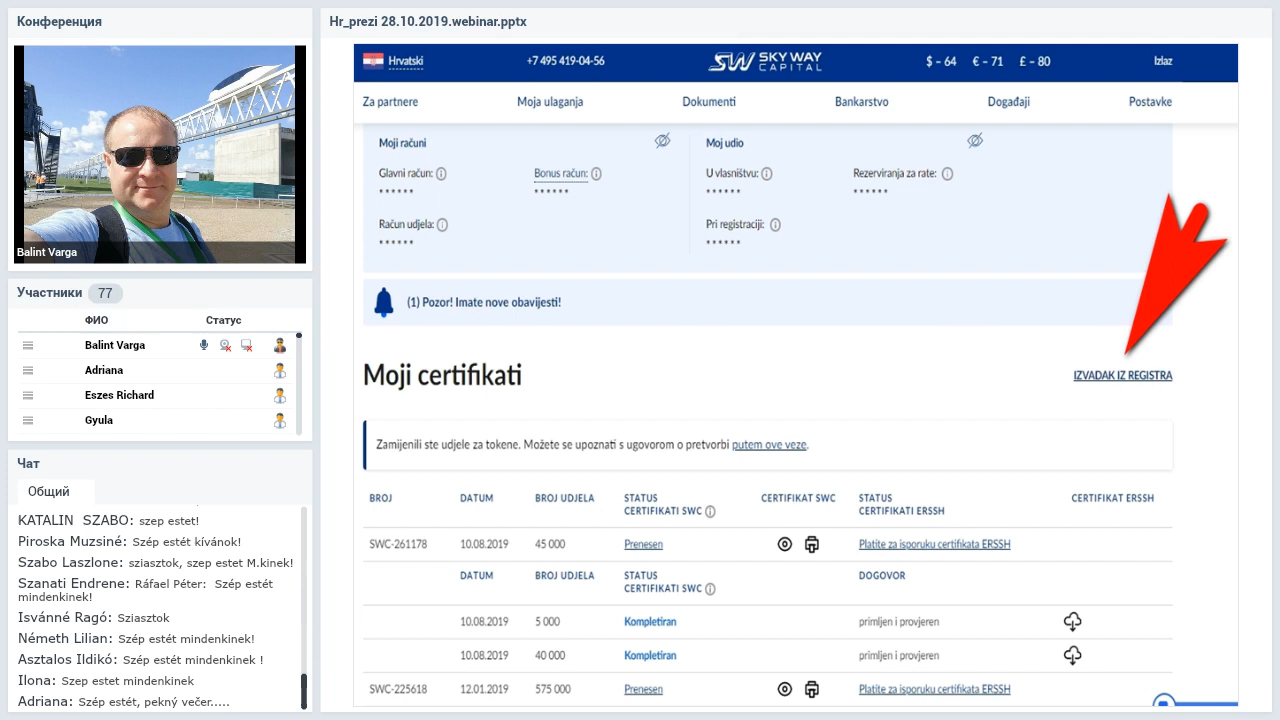 Конференция
Balint Varga
Участники 77
ФИО Статус
Balint Varga
Adriana
Eszes Richard
Gyula
Чат
Общий
KATALIN SZABO: szep estet!
Piroska Muzsiné: Szép estét kívánok!
Szabo Laszlone: sziasztok, szep estet M.kinek!
Szanati Endrene: Ráfael Péter: Szép estét
mindenkinek!
Isvánné Ragó: Sziasztok
Németh Lilian: Szép estét mindenkinek!
Asztalos Ildikó: Szép estét mindenkinek !
Ilona: Szep estet mindenkinek
Adriana: Szép estét, pekný večer.....
Hr_prezi 28.10.2019.webinar.pptx
Hrvatski +7 495 419-04-56 SW SKY WAY CAPITAL $ – 64 € – 71 £ – 80 Izlaz
Za partnere Moja ulaganja Dokumenti Bankarstvo Događaji Postavke
Moji računi Moj udio
Glavni račun: Bonus račun: U vlasništvu: Rezerviranja za rate:
****** ****** ****** ******
Račun udjela: Pri registraciji:
****** ******
(1) Pozor! Imate nove obavijesti!
Moji certifikati
IZVADAK IZ REGISTRA
Zamijenili ste udjele za tokene. Možete se upoznati s ugovorom o pretvorbi putem ove veze.
BROJ DATUM BROJ UDJELA STATUS CERTIFIKAT SWC STATUS CERTIFIKAT ERSSH
CERTIFIKATI SWC CERTIFIKATI ERSSH
SWC-261178 10.08.2019 45 000 Prenesen Platite za isporuku certifikata ERSSH
DATUM BROJ UDJELA STATUS DOGOVOR
CERTIFIKATI SWC
10.08.2019 5 000 Kompletiran primljen i provjeren
10.08.2019 40 000 Kompletiran primljen i provjeren
SWC-225618 12.01.2019 575 000 Prenesen Platite za isporuku certifikata ERSSH